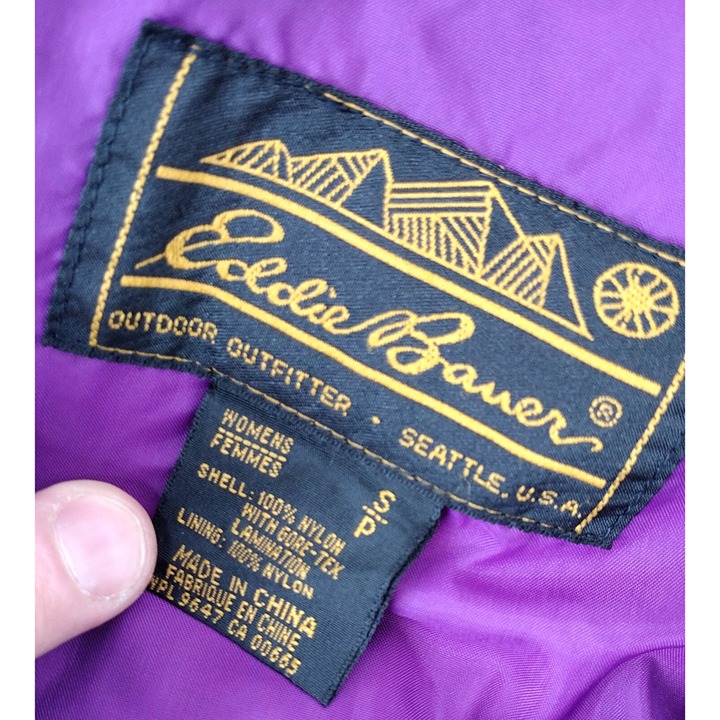 Eddie Bauer®
OUTDOOR OUTFITTER · SEATTLE, U.S.A.
WOMENS
FEMMES
S
P
SHELL: 100% NYLON
WITH GORE-TEX
LAMINATION
LINING: 100% NYLON
MADE IN CHINA
FABRIQUE EN CHINE
WPL 9647 CA 00665